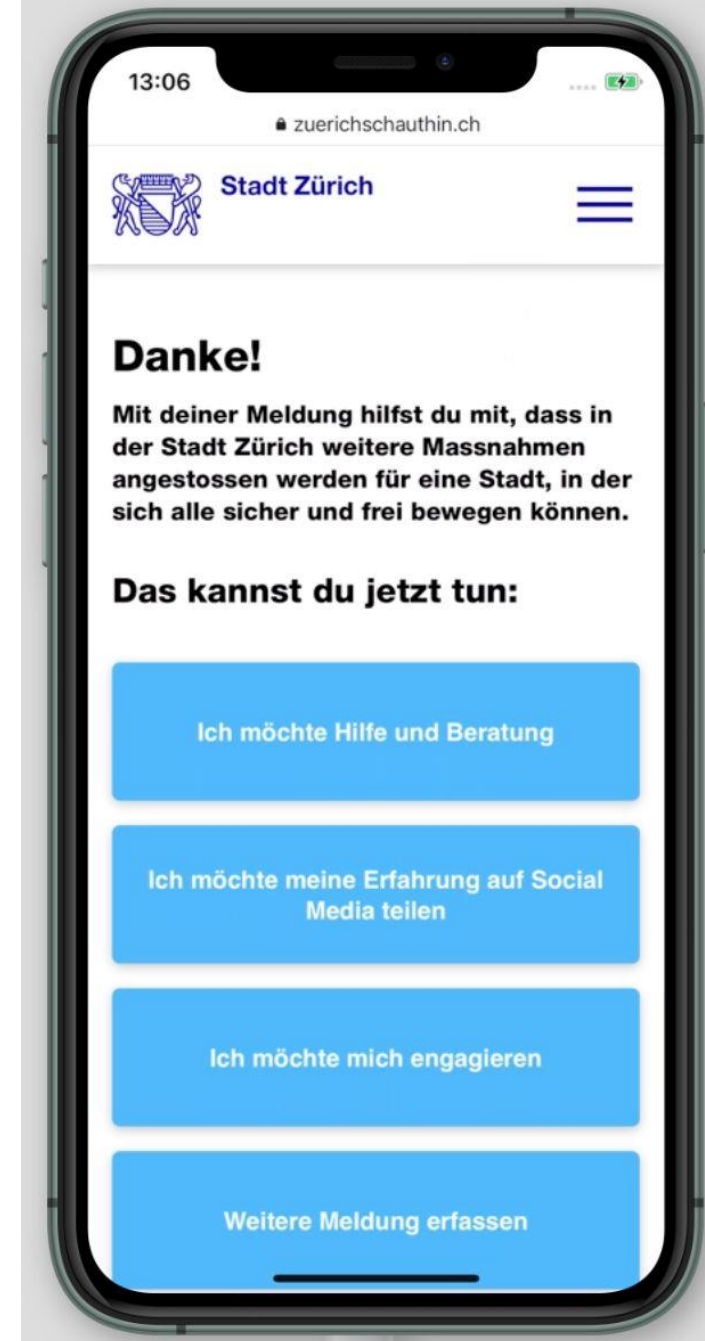 13:06
zuerichschauthin.ch
Stadt Zürich
Danke!
Mit deiner Meldung hilfst du mit, dass in
der Stadt Zürich weitere Massnahmen
angestossen werden für eine Stadt, in der
sich alle sicher und frei bewegen können.
Das kannst du jetzt tun:
Ich möchte Hilfe und Beratung
Ich möchte meine Erfahrung auf Social
Media teilen
Ich möchte mich engagieren
Weitere Meldung erfassen